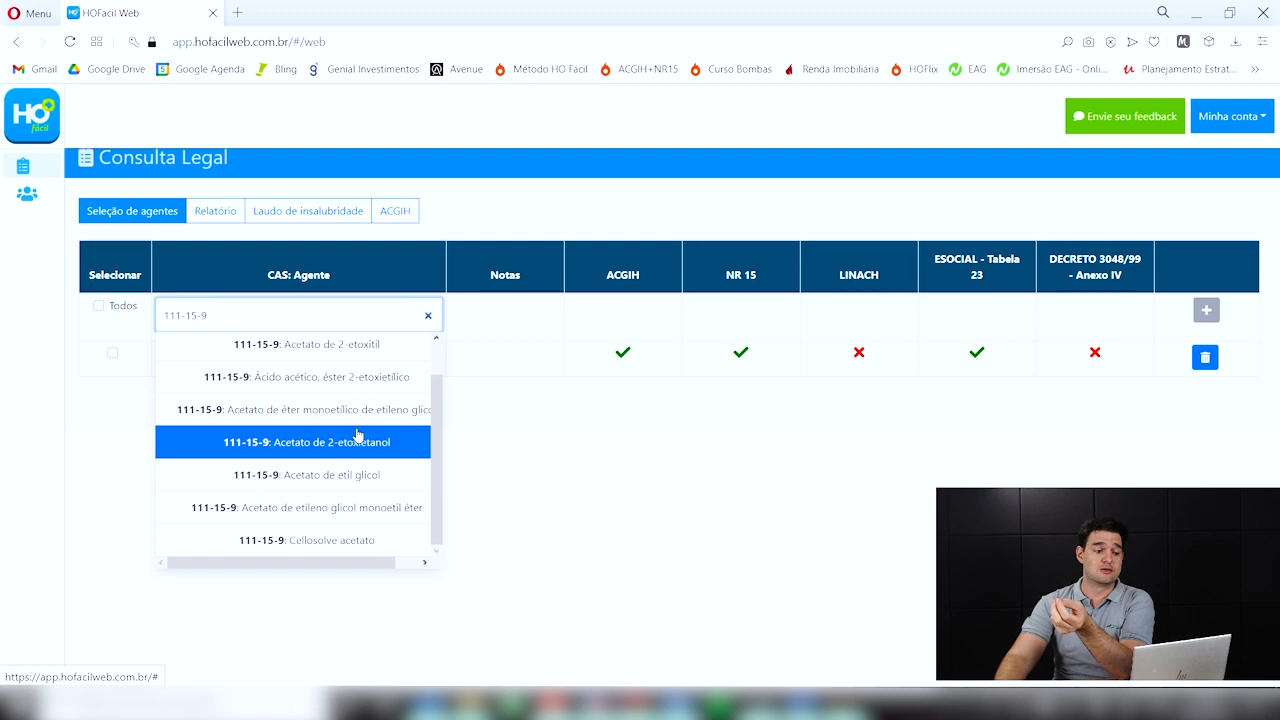 Menu
HOFacil Web
app.hofacilweb.com.br/#/web
Gmail
Google Drive
5
Google Agenda
Bling
Genial Investimentos
Avenue
Método HO Fácil
ACGIH+NR15
Curso Bombas
Renda Imobiliária
HOFlix
EAG
Imersão EAG - Onli...
Planejamento Estrat...
HO
fácil
Envie seu feedback
Minha conta
Consulta Legal
Seleção de agentes
Relatório
Laudo de insalubridade
ACGIH
Selecionar
CAS: Agente
Notas
ACGIH
NR 15
LINACH
ESOCIAL - Tabela
23
DECRETO 3048/99
- Anexo IV
Todos
111-15-9
111-15-9: Acetato de 2-etoxitil
111-15-9: Ácido acético, éster 2-etoxietílico
111-15-9: Acetato de éter monoetílico de etileno glic
111-15-9: Acetato de 2-etoxietanol
111-15-9: Acetato de etil glicol
111-15-9: Acetato de etileno glicol monoetil éter
111-15-9: Cellosolve acetato
https://app.hofacilweb.com.br/#